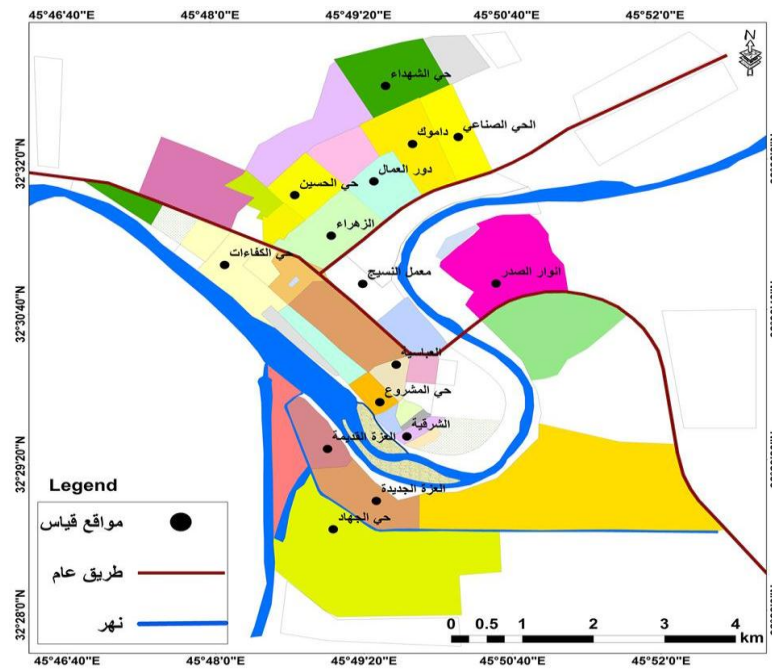 45°46'40"E 45°48'0"E 45°49'20"E 45°50'40"E 45°52'0"E
N
حي الشهداء
الحي الصناعي
داموك
دور العمال
حي الحسين
الزهراء
حي الكفاءات
معمل النسيج
انوار الصدر
العباسية
حي المشروع
الشرقية
العزة القديمة
العزة الجديدة
حي الجهاد
32°32'0"N
32°30'40"N
32°29'20"N
32°28'0"N
Legend
مواقع قياس
طريق عام
نهر
0 0.5 1 2 3 4
km
45°46'40"E 45°48'0"E 45°49'20"E 45°50'40"E 45°52'0"E